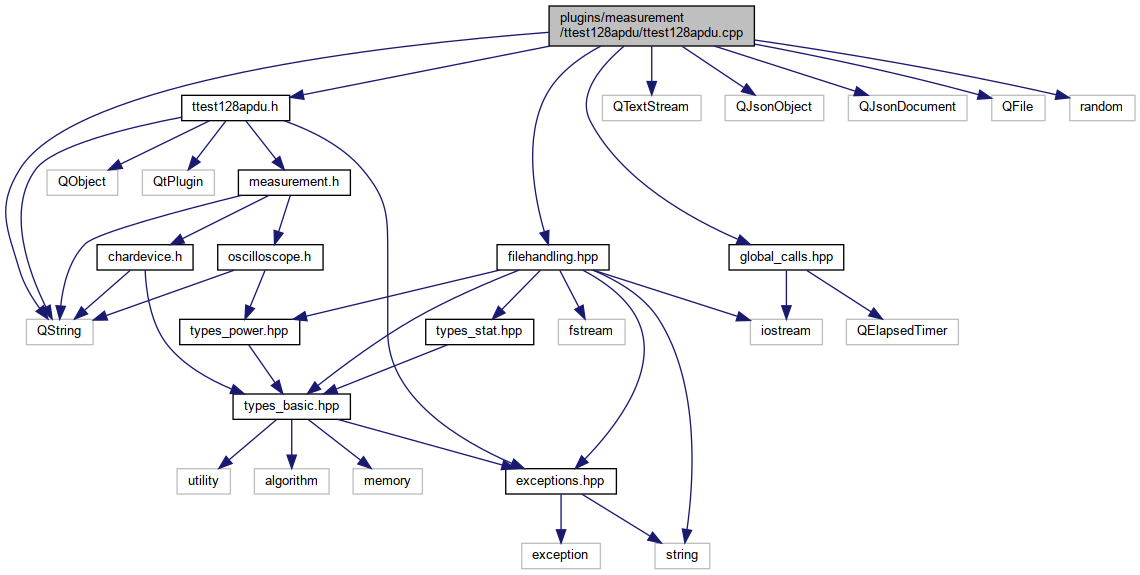 plugins/measurement
/ttest128apdu/ttest128apdu.cpp
ttest128apdu.h
QTextStream
QJsonObject
QJsonDocument
QFile
random
QObject
QtPlugin
measurement.h
chardevice.h
oscilloscope.h
filehandling.hpp
global_calls.hpp
QString
types_power.hpp
types_stat.hpp
fstream
iostream
QElapsedTimer
types_basic.hpp
utility
algorithm
memory
exceptions.hpp
exception
string